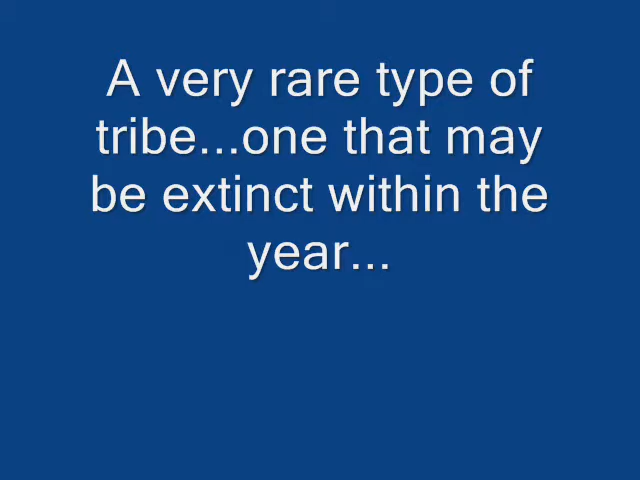 A very rare type of
tribe...one that may
be extinct within the
year...